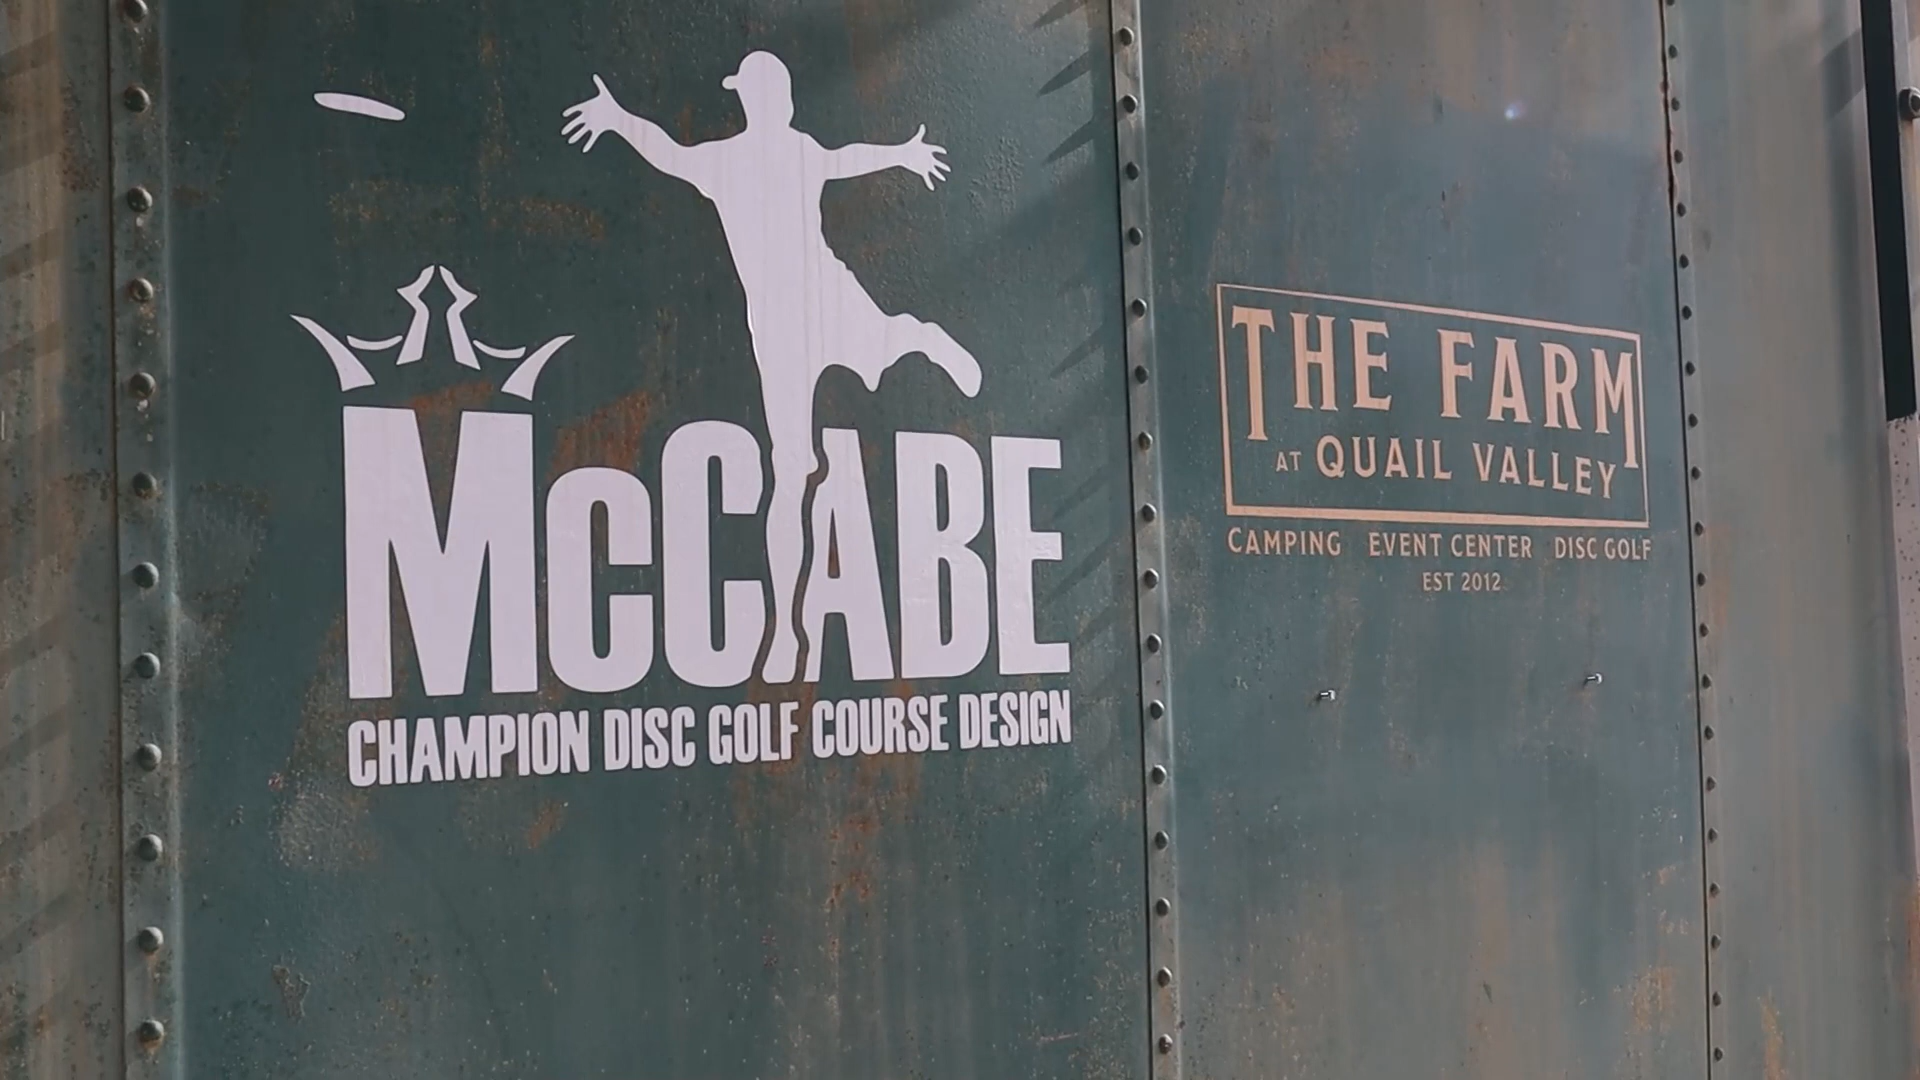 McCABE
CHAMPION DISC GOLF COURSE DESIGN
THE FARM
AT QUAIL VALLEY
CAMPING EVENT CENTER DISC GOLF
EST 2012